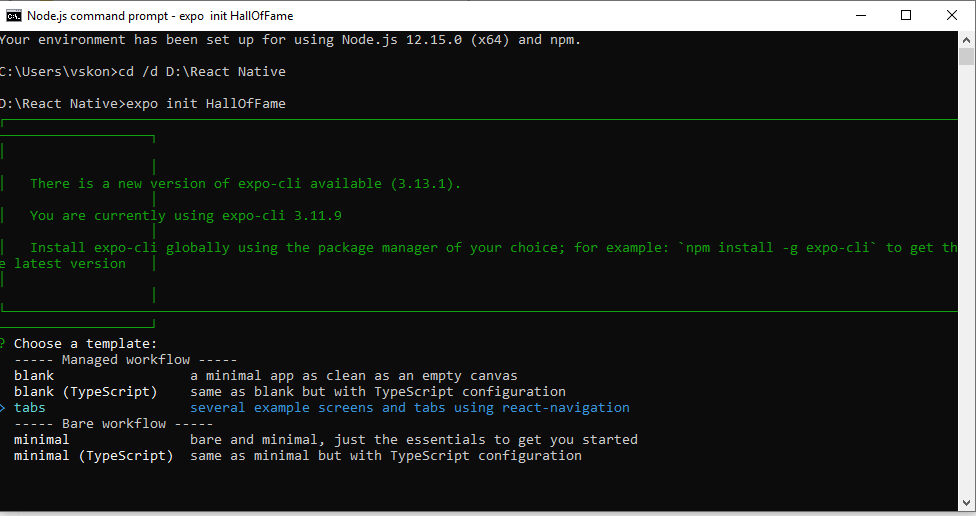 Node.js command prompt - expo  init HallOfFame
Your environment has been set up for using Node.js 12.15.0 (x64) and npm.
C:\Users\vskon>cd /d D:\React Native
D:\React Native>expo init HallOfFame
There is a new version of expo-cli available (3.13.1).
You are currently using expo-cli 3.11.9
Install expo-cli globally using the package manager of your choice; for example: `npm install -g expo-cli` to get th
e latest version
? Choose a template:
----- Managed workflow -----
blank                 a minimal app as clean as an empty canvas
blank (TypeScript)    same as blank but with TypeScript configuration
> tabs                  several example screens and tabs using react-navigation
----- Bare workflow -----
minimal               bare and minimal, just the essentials to get you started
minimal (TypeScript)  same as minimal but with TypeScript configuration